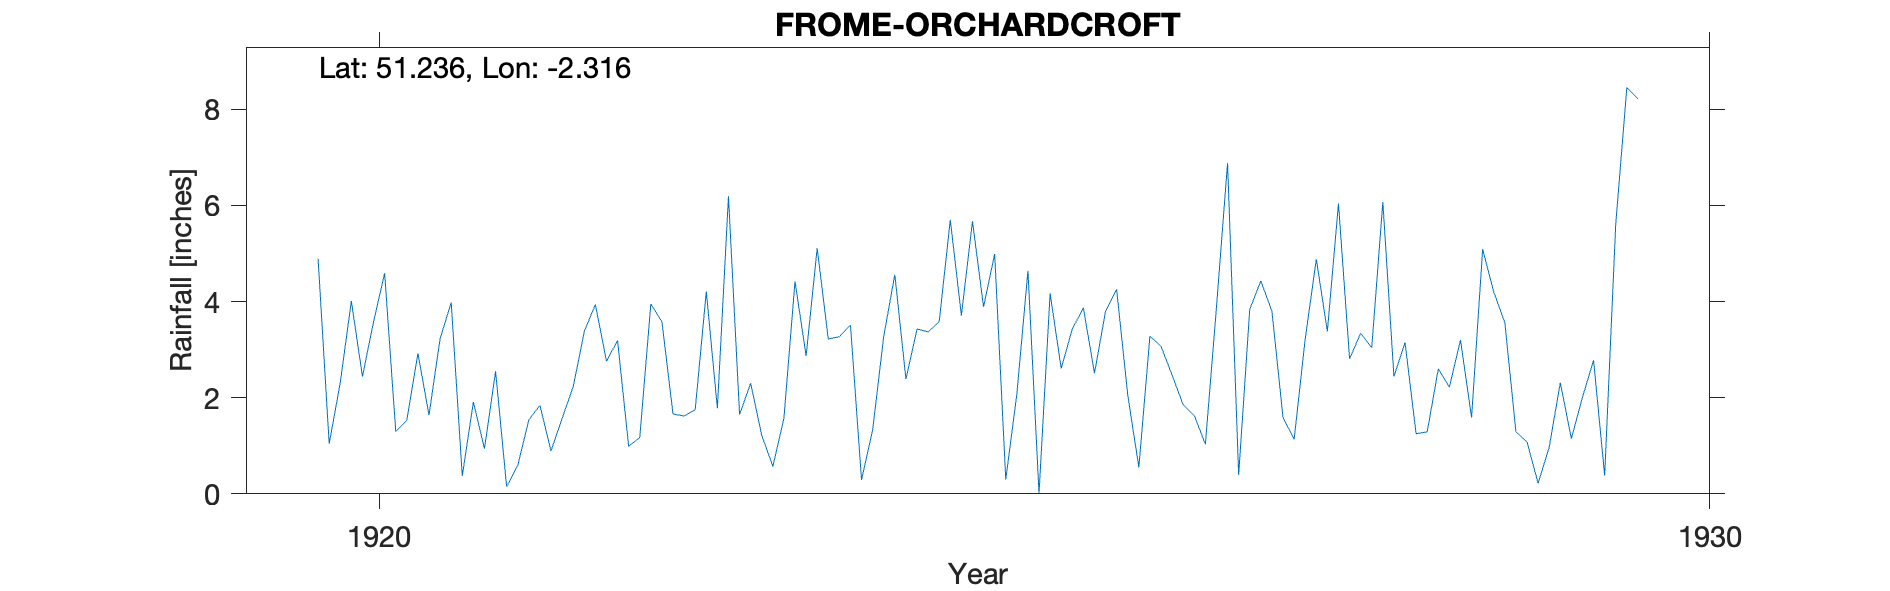 FROME-ORCHARDCROFT
Lat: 51.236, Lon: -2.316
Rainfall [inches]
8
6
4
2
0
1920
1930
Year